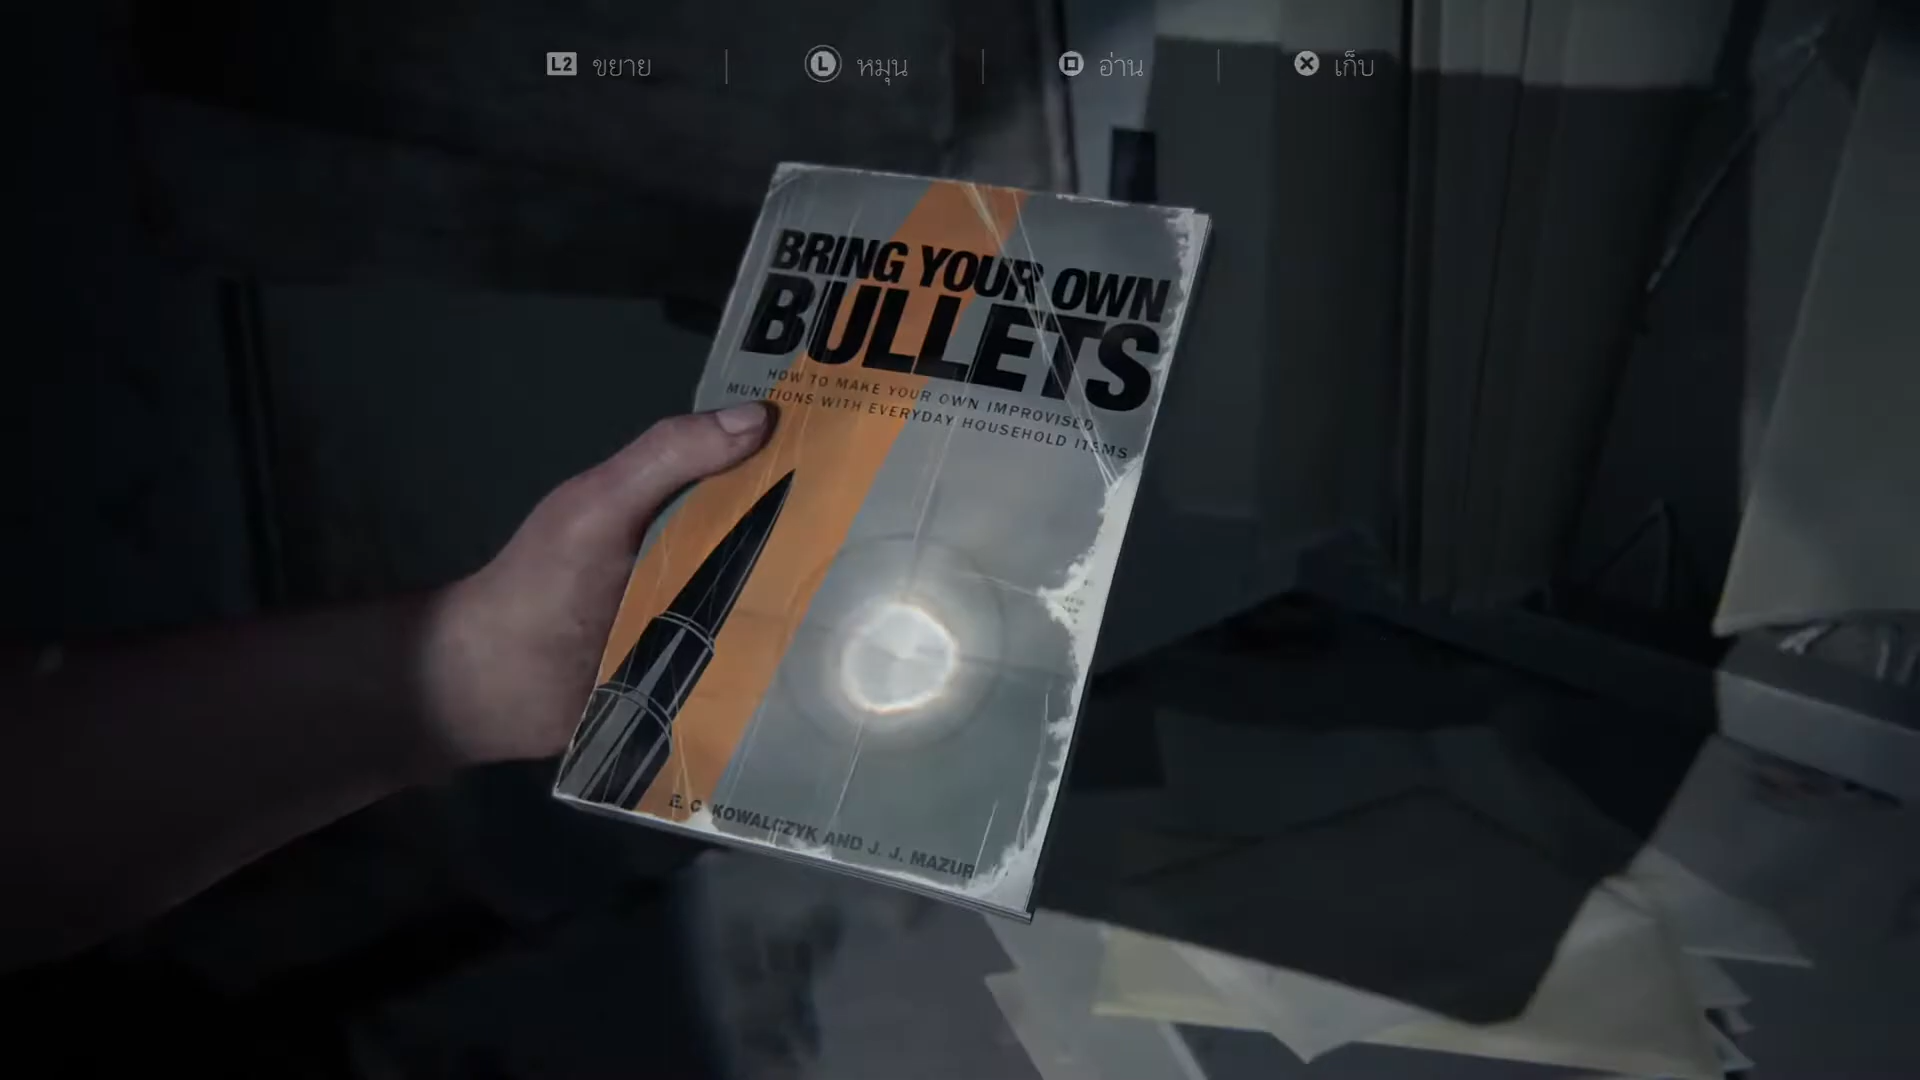 L2 ขยาย
L หมุน
อ่าน
เก็บ
BRING YOUR OWN
BULLETS
HOW TO MAKE YOUR OWN IMPROVISED
MUNITIONS WITH EVERYDAY HOUSEHOLD ITEMS
E. C. KOWALCZYK AND J. J. MAZUR